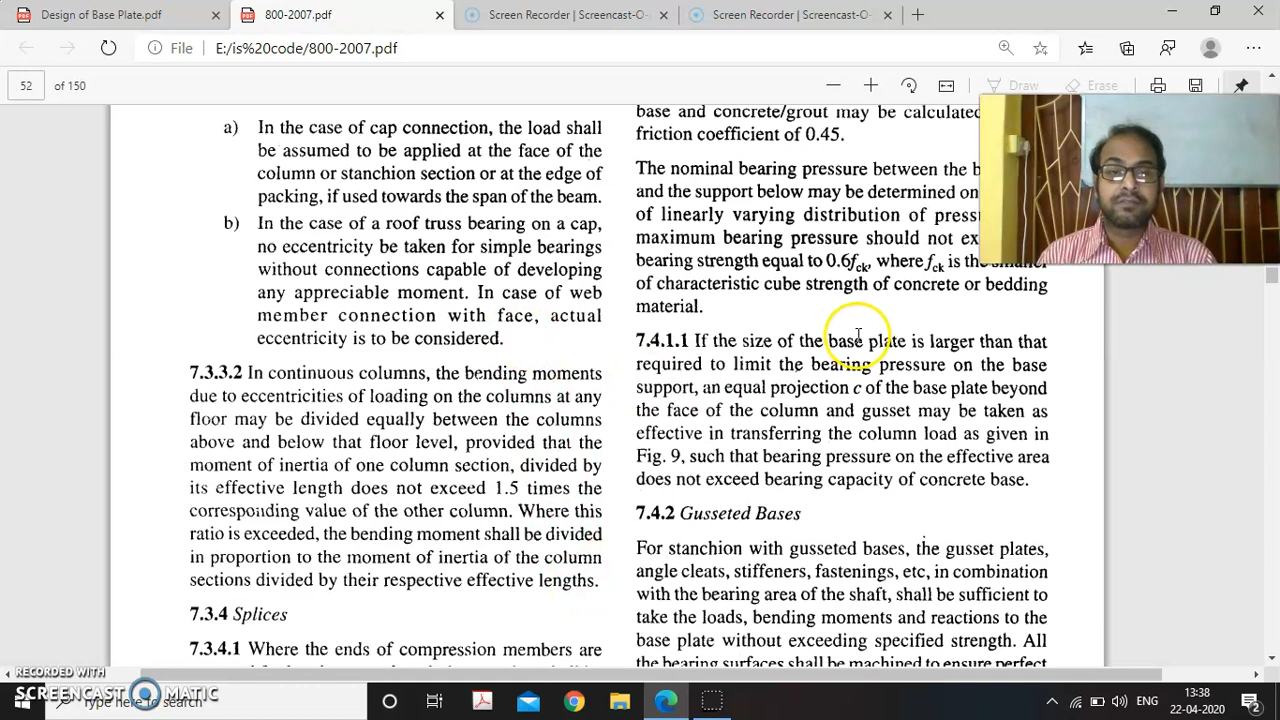 Design of Base Plate.pdf
800-2007.pdf
Screen Recorder | Screencast-O-
Screen Recorder | Screencast-O-
File
E:/is%20code/800-2007.pdf
52
of 150
Draw
Erase
a) In the case of cap connection, the load shall
be assumed to be applied at the face of the
column or stanchion section or at the edge of
packing, if used towards the span of the beam.
b) In the case of a roof truss bearing on a cap,
no eccentricity be taken for simple bearings
without connections capable of developing
any appreciable moment. In case of web
member connection with face, actual
eccentricity is to be considered.
7.3.3.2 In continuous columns, the bending moments
due to eccentricities of loading on the columns at any
floor may be divided equally between the columns
above and below that floor level, provided that the
moment of inertia of one column section, divided by
its effective length does not exceed 1.5 times the
corresponding value of the other column. Where this
ratio is exceeded, the bending moment shall be divided
in proportion to the moment of inertia of the column
sections divided by their respective effective lengths.
7.3.4 Splices
7.3.4.1 Where the ends of compression members are
base and concrete/grout may be calculated
friction coefficient of 0.45.
The nominal bearing pressure between the b
and the support below may be determined on
of linearly varying distribution of press
maximum bearing pressure should not ex
bearing strength equal to 0.6fck, where fck is the smaller
of characteristic cube strength of concrete or bedding
material.
7.4.1.1 If the size of the base plate is larger than that
required to limit the bearing pressure on the base
support, an equal projection c of the base plate beyond
the face of the column and gusset may be taken as
effective in transferring the column load as given in
Fig. 9, such that bearing pressure on the effective area
does not exceed bearing capacity of concrete base.
7.4.2 Gusseted Bases
For stanchion with gusseted bases, the gusset plates,
angle cleats, stiffeners, fastenings, etc, in combination
with the bearing area of the shaft, shall be sufficient to
take the loads, bending moments and reactions to the
base plate without exceeding specified strength. All
the bearing surfaces shall be machined to ensure perfect
RECORDED WITH
SCREENCAST MATIC
Type here to search
ENG
13:38
22-04-2020
2